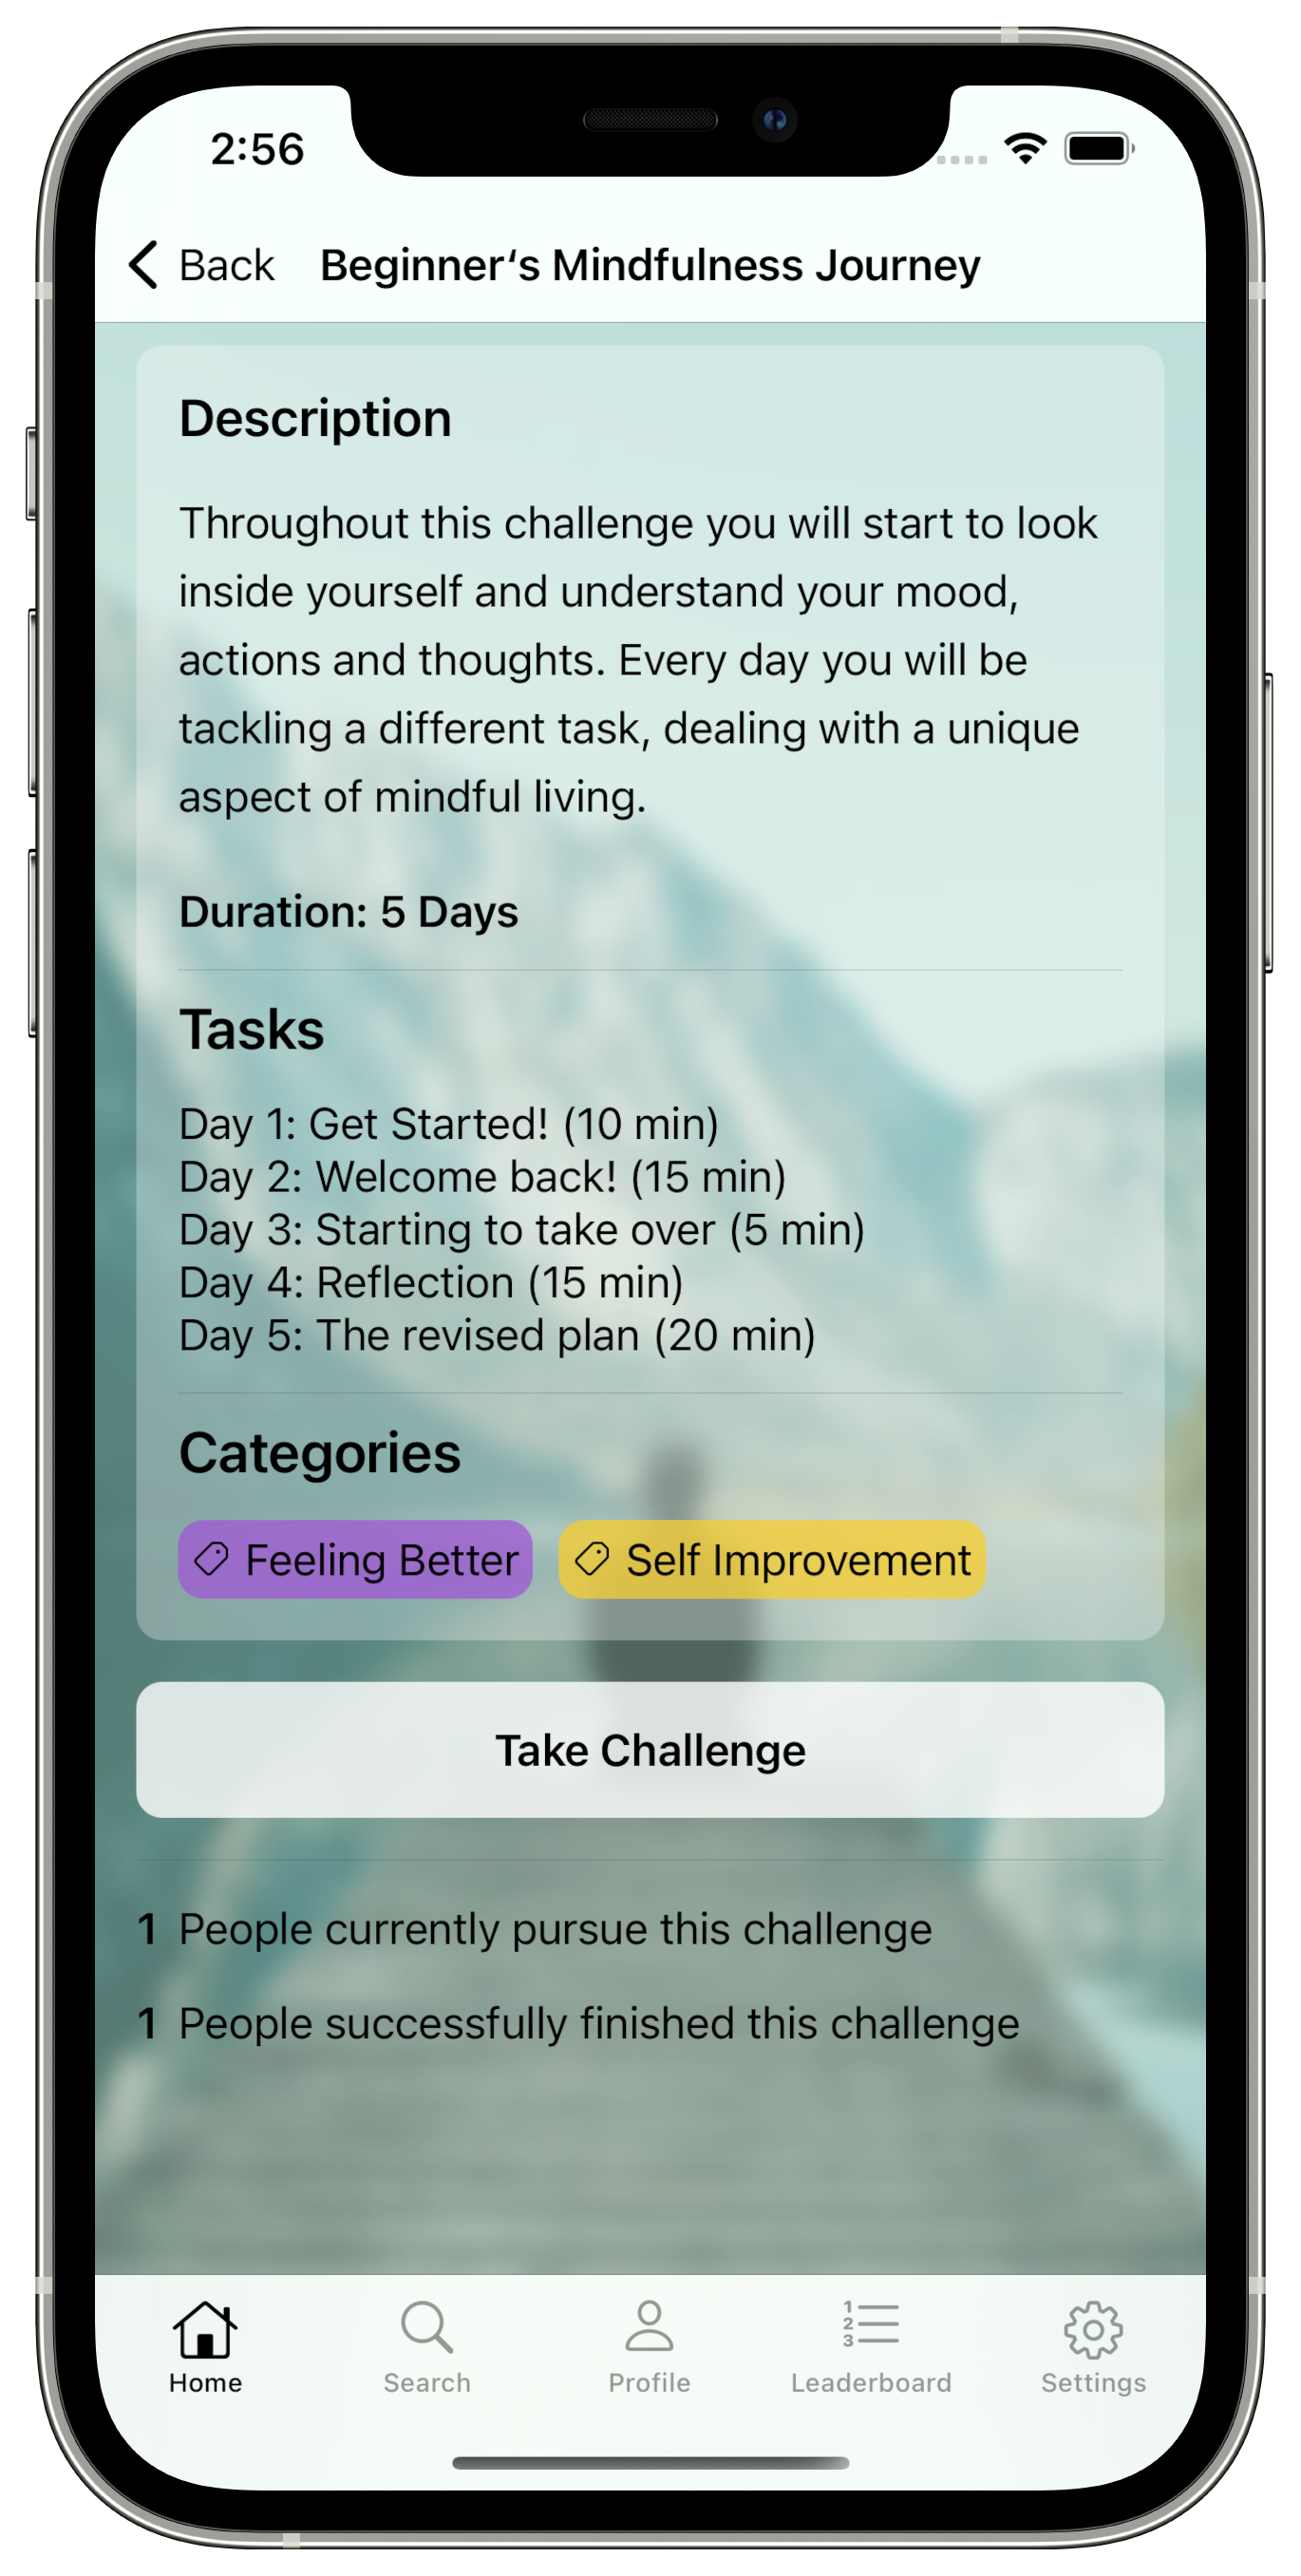 2:56
Back Beginner‘s Mindfulness Journey
Description
Throughout this challenge you will start to look
inside yourself and understand your mood,
actions and thoughts. Every day you will be
tackling a different task, dealing with a unique
aspect of mindful living.
Duration: 5 Days
Tasks
Day 1: Get Started! (10 min)
Day 2: Welcome back! (15 min)
Day 3: Starting to take over (5 min)
Day 4: Reflection (15 min)
Day 5: The revised plan (20 min)
Categories
Feeling Better Self Improvement
Take Challenge
1 People currently pursue this challenge
1 People successfully finished this challenge
1
2
3
Home Search Profile Leaderboard Settings